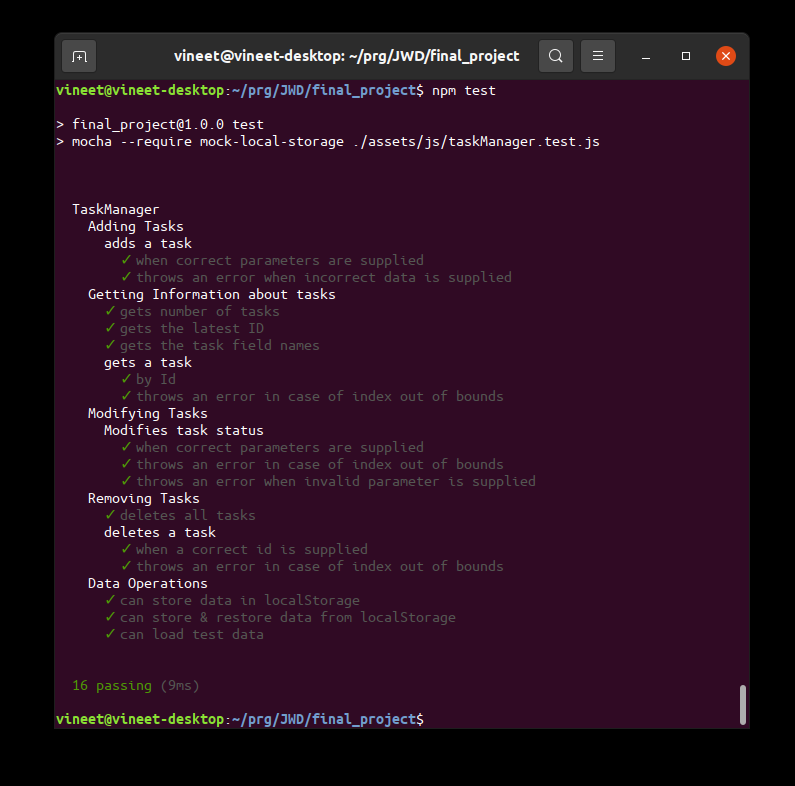 vineet@vineet-desktop: ~/prg/JWD/final_project
vineet@vineet-desktop:~/prg/JWD/final_project$ npm test
> final_project@1.0.0 test
> mocha --require mock-local-storage ./assets/js/taskManager.test.js
TaskManager
Adding Tasks
adds a task
✓ when correct parameters are supplied
✓ throws an error when incorrect data is supplied
Getting Information about tasks
✓ gets number of tasks
✓ gets the latest ID
✓ gets the task field names
gets a task
✓ by Id
✓ throws an error in case of index out of bounds
Modifying Tasks
Modifies task status
✓ when correct parameters are supplied
✓ throws an error in case of index out of bounds
✓ throws an error when invalid parameter is supplied
Removing Tasks
✓ deletes all tasks
deletes a task
✓ when a correct id is supplied
✓ throws an error in case of index out of bounds
Data Operations
✓ can store data in localStorage
✓ can store & restore data from localStorage
✓ can load test data
16 passing (9ms)
vineet@vineet-desktop:~/prg/JWD/final_project$